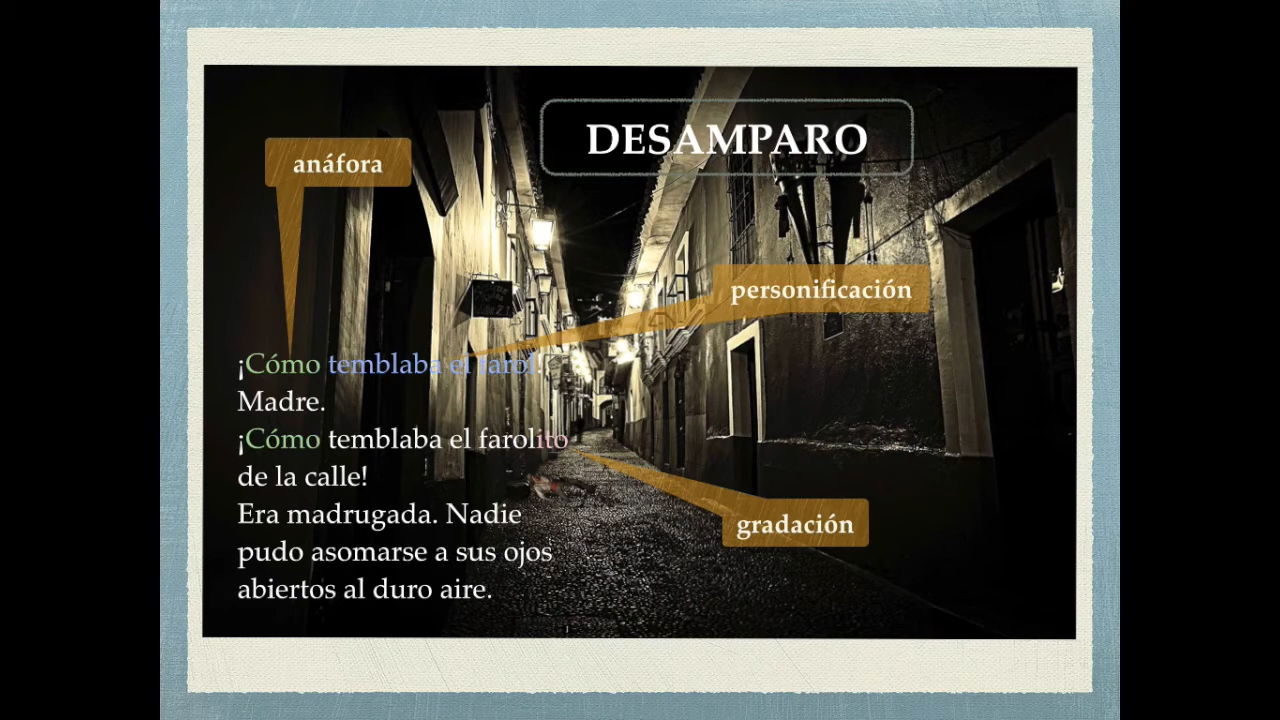 DESAMPARO
anáfora
personificación
¡Cómo temblaba el farol!
Madre.
¡Cómo temblaba el farolito
de la calle!
Era madrugada. Nadie
pudo asomarse a sus ojos
abiertos al duro aire.
gradación